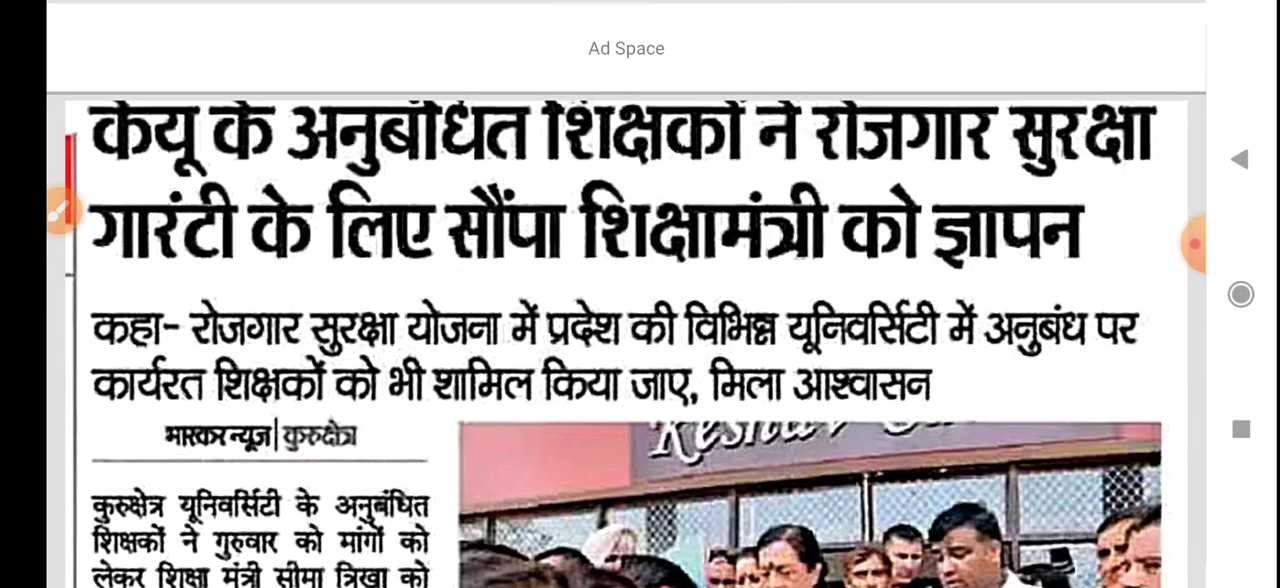 Ad Space
केयू के अनुबंधित शिक्षकों ने रोजगार सुरक्षा
गारंटी के लिए सौंपा शिक्षामंत्री को ज्ञापन
कहा- रोजगार सुरक्षा योजना में प्रदेश की विभिन्न यूनिवर्सिटी में अनुबंध पर
कार्यरत शिक्षकों को भी शामिल किया जाए, मिला आश्वासन
भास्कर न्यूज | कुरुक्षेत्र
कुरुक्षेत्र यूनिवर्सिटी के अनुबंधित
शिक्षकों ने गुरुवार को मांगों को
लेकर शिक्षा मंत्री सीमा त्रिखा को